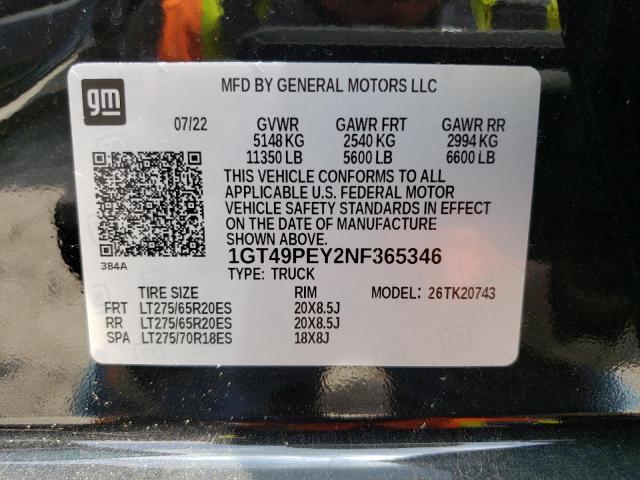 gm
MFD BY GENERAL MOTORS LLC
07/22 GVWR GAWR FRT GAWR RR
5148 KG 2540 KG 2994 KG
11350 LB 5600 LB 6600 LB
THIS VEHICLE CONFORMS TO ALL
APPLICABLE U.S. FEDERAL MOTOR
VEHICLE SAFETY STANDARDS IN EFFECT
ON THE DATE OF MANUFACTURE
SHOWN ABOVE.
1GT49PEY2NF365346
384A
TYPE: TRUCK
TIRE SIZE RIM MODEL: 26TK20743
FRT LT275/65R20ES 20X8.5J
RR LT275/65R20ES 20X8.5J
SPA LT275/70R18ES 18X8J